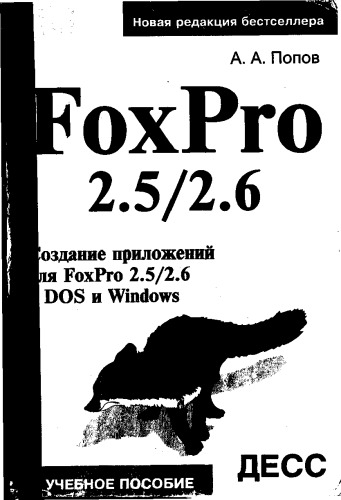 Новая редакция бестселлера
А. А. Попов
FoxPro
2.5/2.6
Создание приложений
для FoxPro 2.5/2.6
DOS и Windows
ДЕСС
УЧЕБНОЕ ПОСОБИЕ